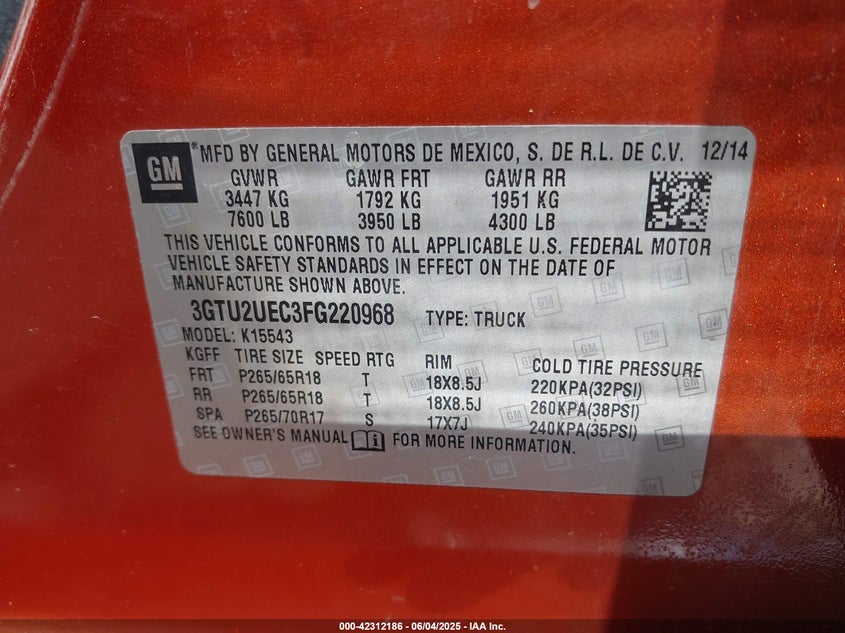 GM ® MFD BY GENERAL MOTORS DE MEXICO, S. DE R.L. DE C.V. 12/14
GVWR GAWR FRT GAWR RR
3447 KG 1792 KG 1951 KG
7600 LB 3950 LB 4300 LB
THIS VEHICLE CONFORMS TO ALL APPLICABLE U.S. FEDERAL MOTOR
VEHICLE SAFETY STANDARDS IN EFFECT ON THE DATE OF
MANUFACTURE SHOWN ABOVE.
3GTU2UEC3FG220968 TYPE: TRUCK
MODEL: K15543
KGFF TIRE SIZE SPEED RTG RIM COLD TIRE PRESSURE
FRT P265/65R18 T 18X8.5J 220KPA(32PSI)
RR P265/65R18 T 18X8.5J 260KPA(38PSI)
SPA P265/70R17 S 17X7J 240KPA(35PSI)
SEE OWNER'S MANUAL FOR MORE INFORMATION.
000-42312186 - 06/04/2025 - IAA Inc.